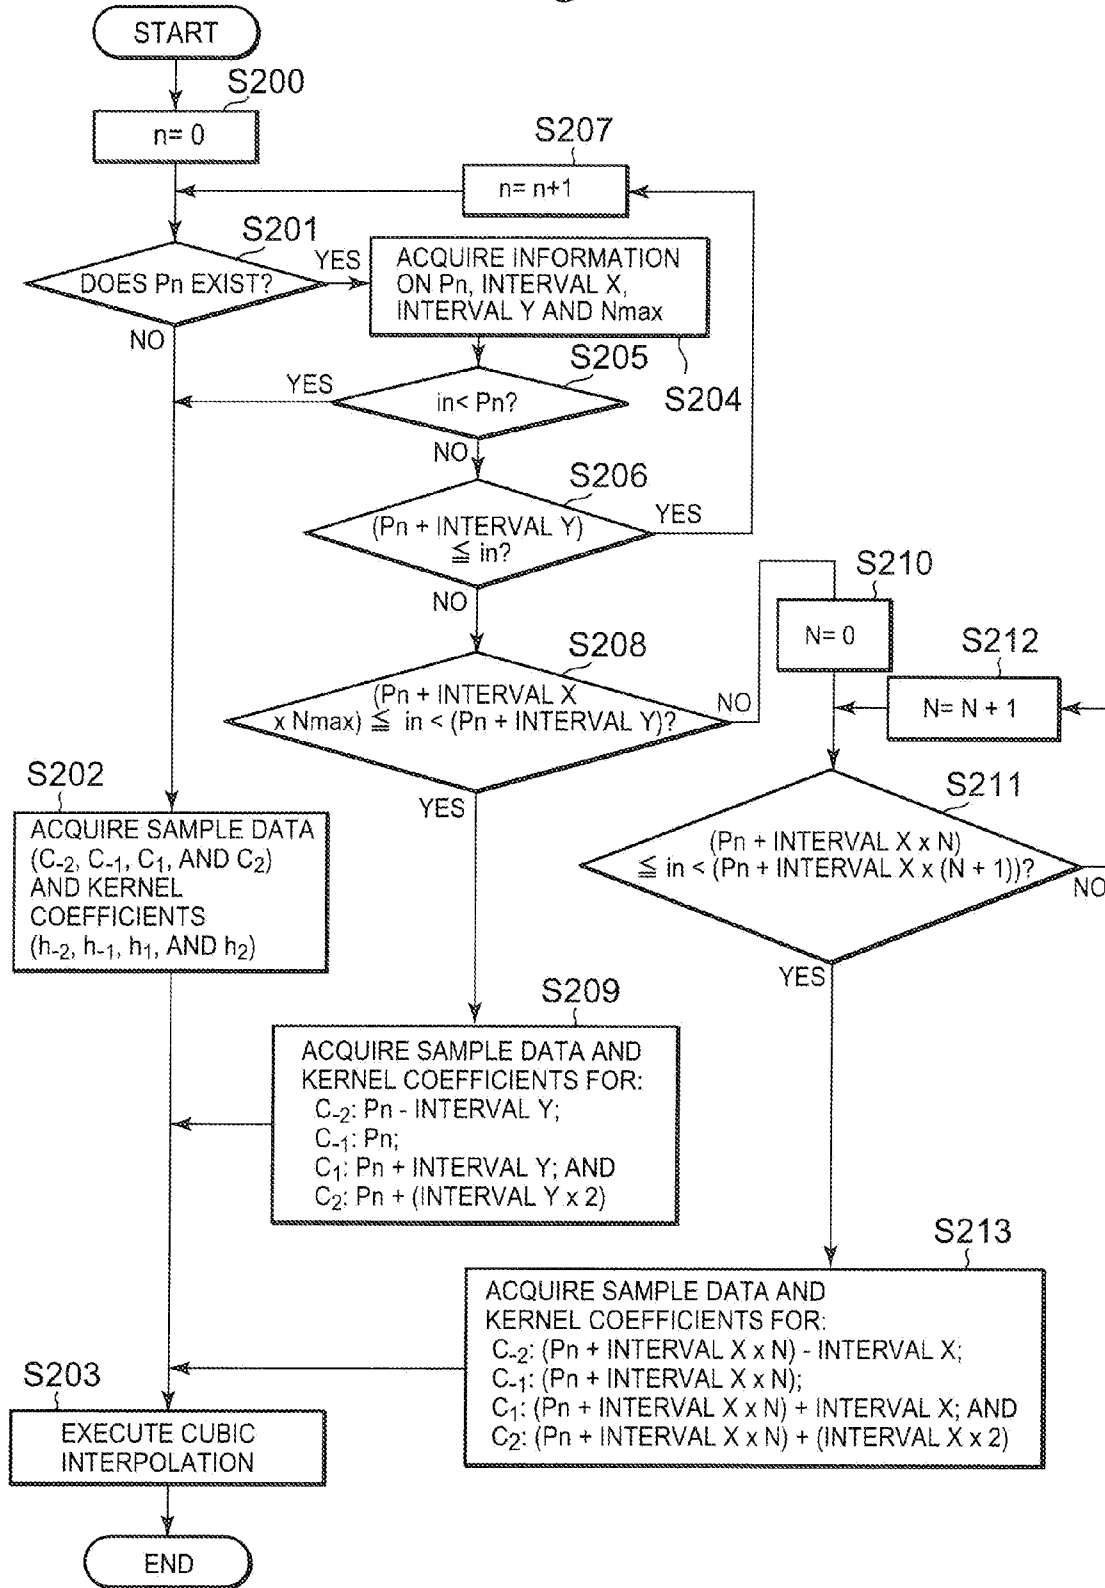 START
S200
n= 0
S207
n= n+1
S201
DOES Pn EXIST?
YES
NO
ACQUIRE INFORMATION
ON Pn, INTERVAL X,
INTERVAL Y AND Nmax
S204
S205
in< Pn?
YES
NO
S206
(Pn + INTERVAL Y)
≦ in?
YES
NO
S208
(Pn + INTERVAL X
x Nmax) ≦ in < (Pn + INTERVAL Y)?
NO
YES
S210
N= 0
S212
N= N + 1
S211
(Pn + INTERVAL X x N)
≦ in < (Pn + INTERVAL X x (N + 1))?
NO
YES
S202
ACQUIRE SAMPLE DATA
(C-2, C-1, C1, AND C2)
AND KERNEL
COEFFICIENTS
(h-2, h-1, h1, AND h2)
S209
ACQUIRE SAMPLE DATA AND
KERNEL COEFFICIENTS FOR:
C-2: Pn - INTERVAL Y;
C-1: Pn;
C1: Pn + INTERVAL Y; AND
C2: Pn + (INTERVAL Y x 2)
S213
ACQUIRE SAMPLE DATA AND
KERNEL COEFFICIENTS FOR:
C-2: (Pn + INTERVAL X x N) - INTERVAL X;
C-1: (Pn + INTERVAL X x N);
C1: (Pn + INTERVAL X x N) + INTERVAL X; AND
C2: (Pn + INTERVAL X x N) + (INTERVAL X x 2)
S203
EXECUTE CUBIC
INTERPOLATION
END